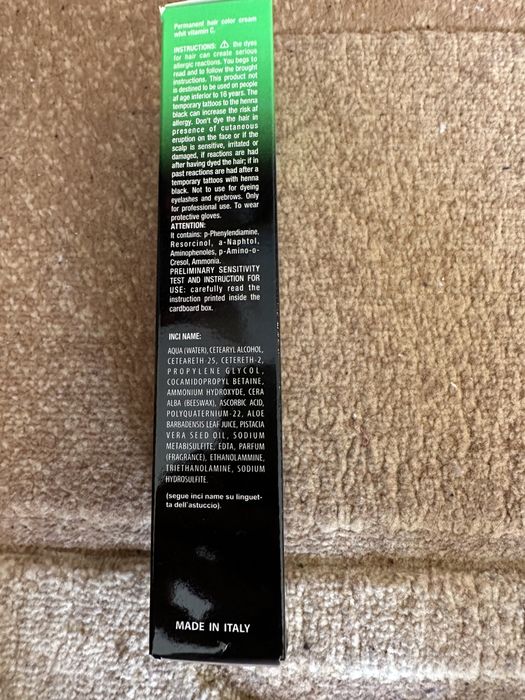 Permanent hair color cream
whit vitamin C.
INSTRUCTIONS: ⚠ the dyes
for hair can create serious
allergic reactions. You begs to
read and to follow the brought
instructions. This product not
is destined to be used on people
af age inferior to 16 years. The
temporary tattoos to the henna
black can increase the risk af
allergy. Don't dye the hair in
presence of cutaneous
eruption on the face or if the
scalp is sensitive, irritated or
damaged, if reactions are had
after having dyed the hair; if in
past reactions are had after a
temporary tattoos with henna
black. Not to use for dyeing
eyelashes and eyebrows. Only
for professional use. To wear
protective gloves.
ATTENTION:
It contains: p-Phenylendiamine,
Resorcinol, a-Naphtol,
Aminophenoles, p-Amino-o-
Cresol, Ammonia.
PRELIMINARY SENSITIVITY
TEST AND INSTRUCTION FOR
USE: carefully read the
instruction printed inside the
cardboard box.
INCI NAME:
AQUA (WATER), CETEARYL ALCOHOL,
CETEARETH-25, CETERETH-2,
PROPYLENE GLYCOL,
COCAMIDOPROPYL BETAINE,
AMMONIUM HYDROXYDE, CERA
ALBA (BEESWAX), ASCORBIC ACID,
POLYQUATERNIUM-22, ALOE
BARBADENSIS LEAF JUICE, PISTACIA
VERA SEED OIL, SODIUM
METABISULFITE, EDTA, PARFUM
(FRAGRANCE), ETHANOLAMMINE,
TRIETHANOLAMINE, SODIUM
HYDROSULFITE.
(segue inci name su linguet-
ta dell'astuccio).
MADE IN ITALY